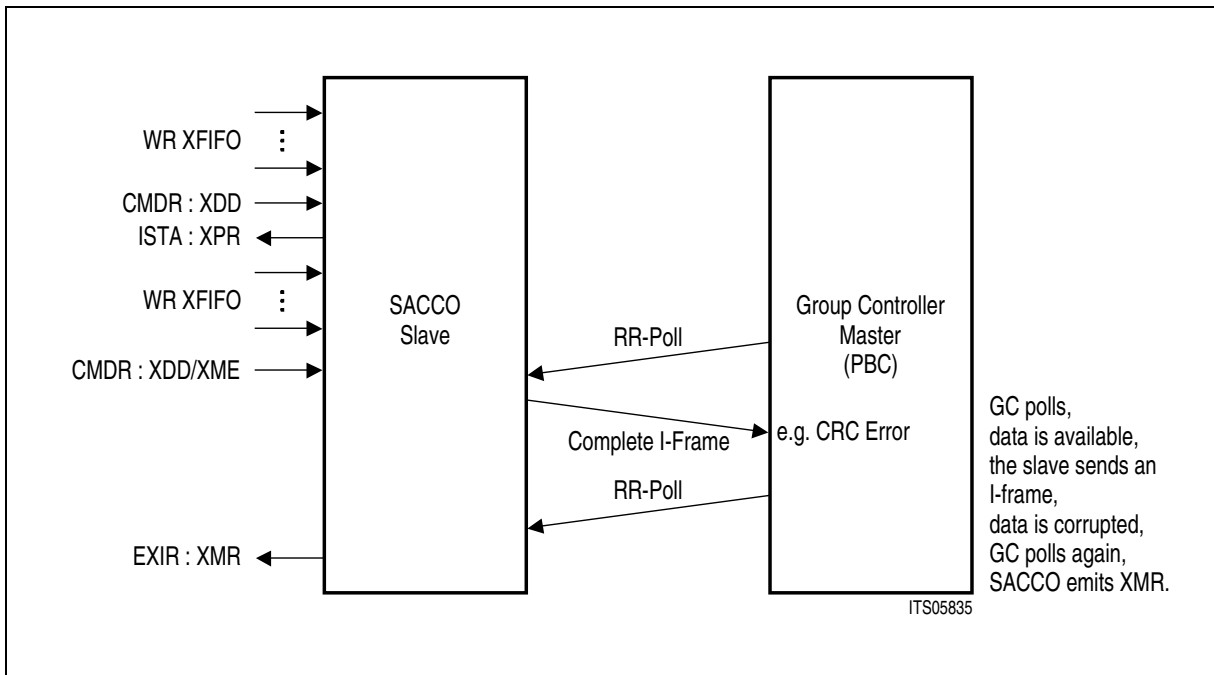 WR XFIFO
CMDR : XDD
ISTA : XPR
WR XFIFO
CMDR : XDD/XME
EXIR : XMR
SACCO
Slave
RR-Poll
Complete I-Frame
RR-Poll
Group Controller
Master
(PBC)
e.g. CRC Error
GC polls,
data is available,
the slave sends an
I-frame,
data is corrupted,
GC polls again,
SACCO emits XMR.
ITS05835